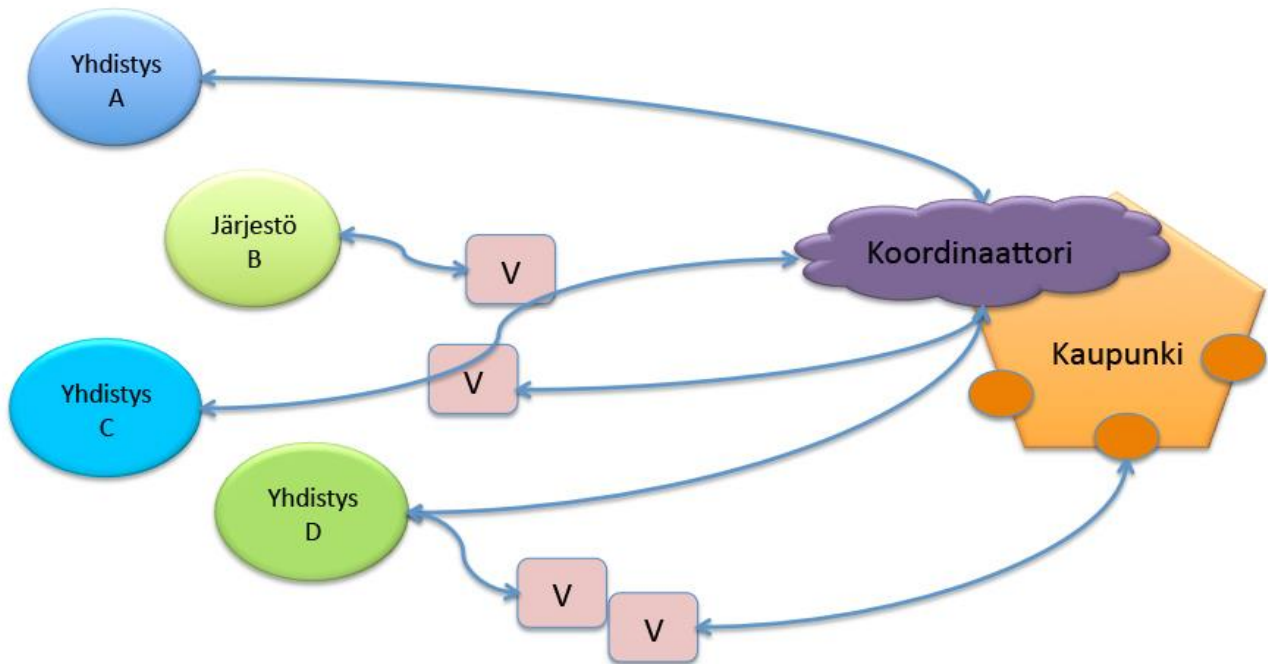 Yhdistys
A
Järjestö
B
V
Koordinaattori
Kaupunki
V
Yhdistys
C
Yhdistys
D
V
V